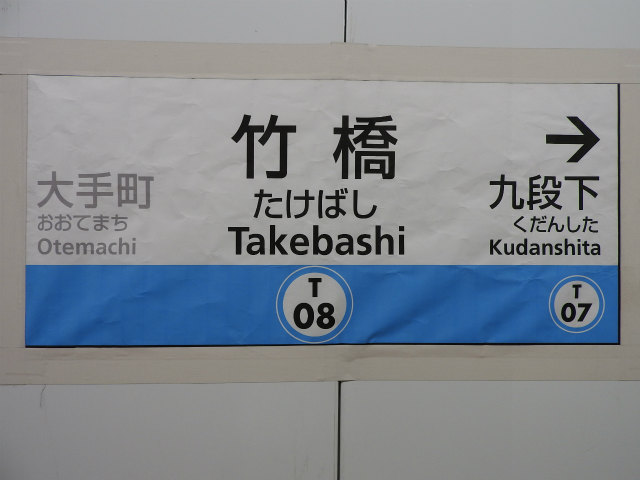 竹橋
たけばし
Takebashi
T
08
大手町
おおてまち
Otemachi
→
九段下
くだんした
Kudanshita
T
07